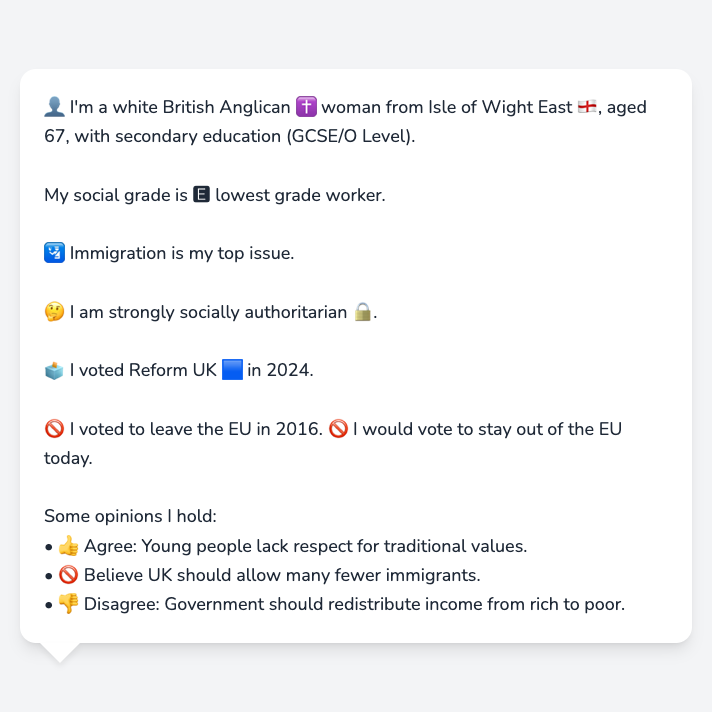 👤 I'm a white British Anglican ✝️ woman from Isle of Wight East 🏴󠁧󠁢󠁥󠁮󠁧󠁿, aged
67, with secondary education (GCSE/O Level).
My social grade is 🅴 lowest grade worker.
🛂 Immigration is my top issue.
🤔 I am strongly socially authoritarian 🔒.
🗳️ I voted Reform UK 🟦 in 2024.
🚫 I voted to leave the EU in 2016. 🚫 I would vote to stay out of the EU
today.
Some opinions I hold:
• 👍 Agree: Young people lack respect for traditional values.
• 🚫 Believe UK should allow many fewer immigrants.
• 👎 Disagree: Government should redistribute income from rich to poor.